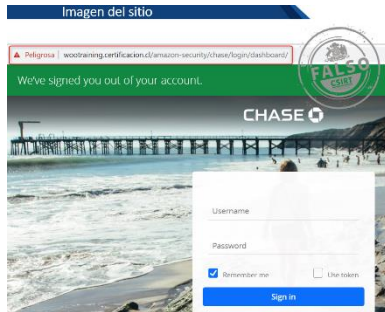 Imagen del sitio
Peligrosa | wootraining.certificacion.cl/amazon-security/chase/login/dashboard/
FALSO
CSIRT
We've signed you out of your account.
CHASE
Username
Password
Remember me
Use token
Sign in